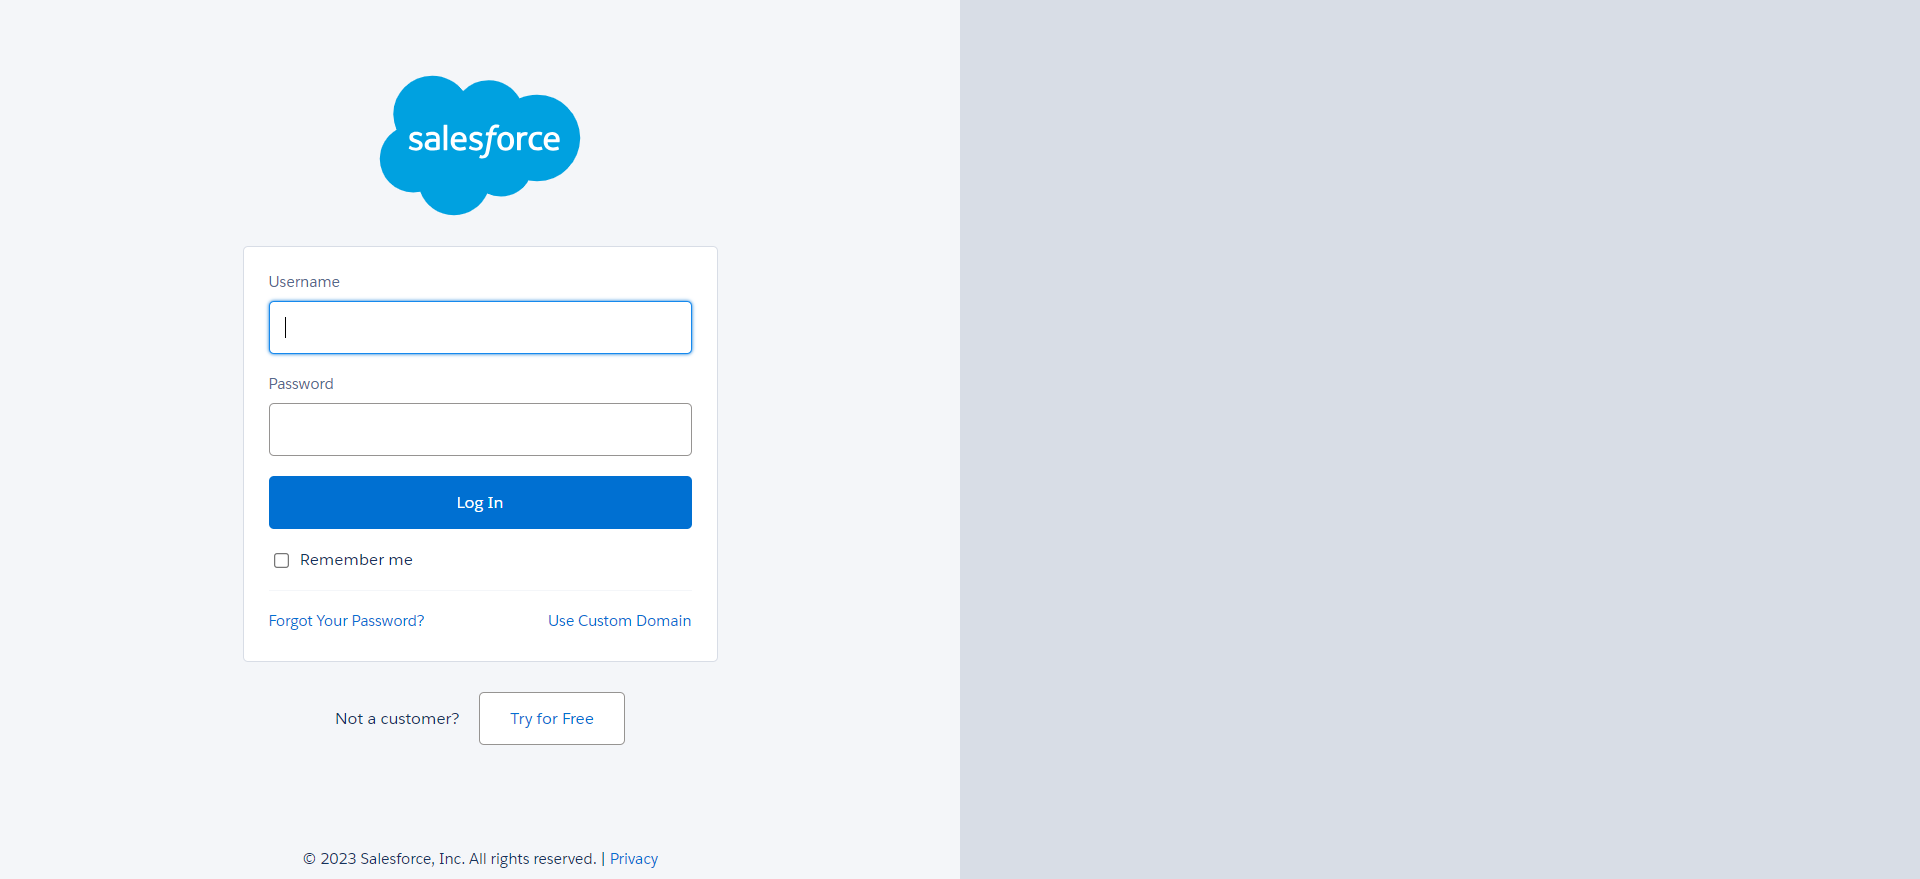 salesforce
Username
Password
Log In
Remember me
Forgot Your Password? Use Custom Domain
Not a customer? Try for Free
© 2023 Salesforce, Inc. All rights reserved. | Privacy